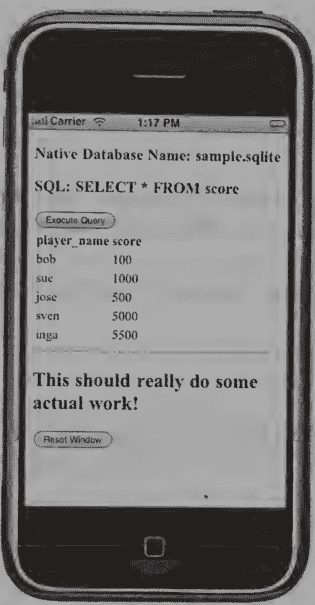 Carrier 1:17 PM
Native Database Name: sample.sqlite
SQL: SELECT * FROM score
Execute Query
player_name score
bob 100
sue 1000
jose 500
sven 5000
inga 5500
This should really do some
actual work!
Reset Window